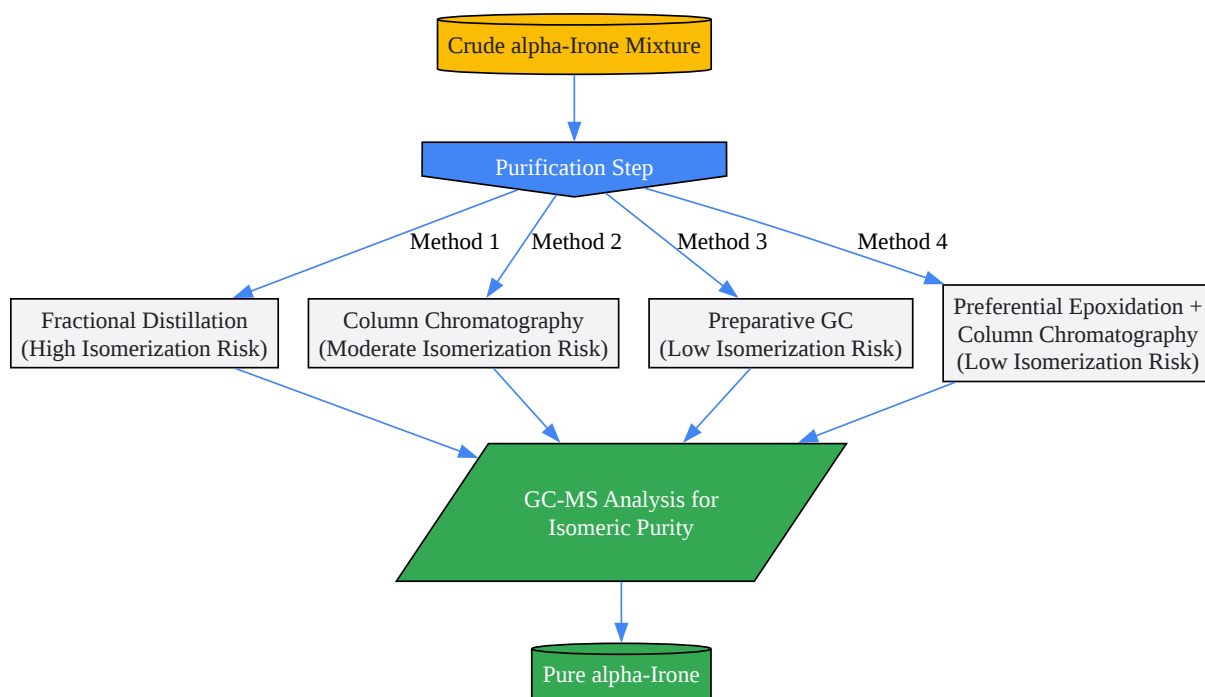 Crude alpha-Irone Mixture
Purification Step
Method 1
Method 2
Method 3
Method 4
Fractional Distillation
(High Isomerization Risk)
Column Chromatography
(Moderate Isomerization Risk)
Preparative GC
(Low Isomerization Risk)
Preferential Epoxidation +
Column Chromatography
(Low Isomerization Risk)
GC-MS Analysis for
Isomeric Purity
Pure alpha-Irone